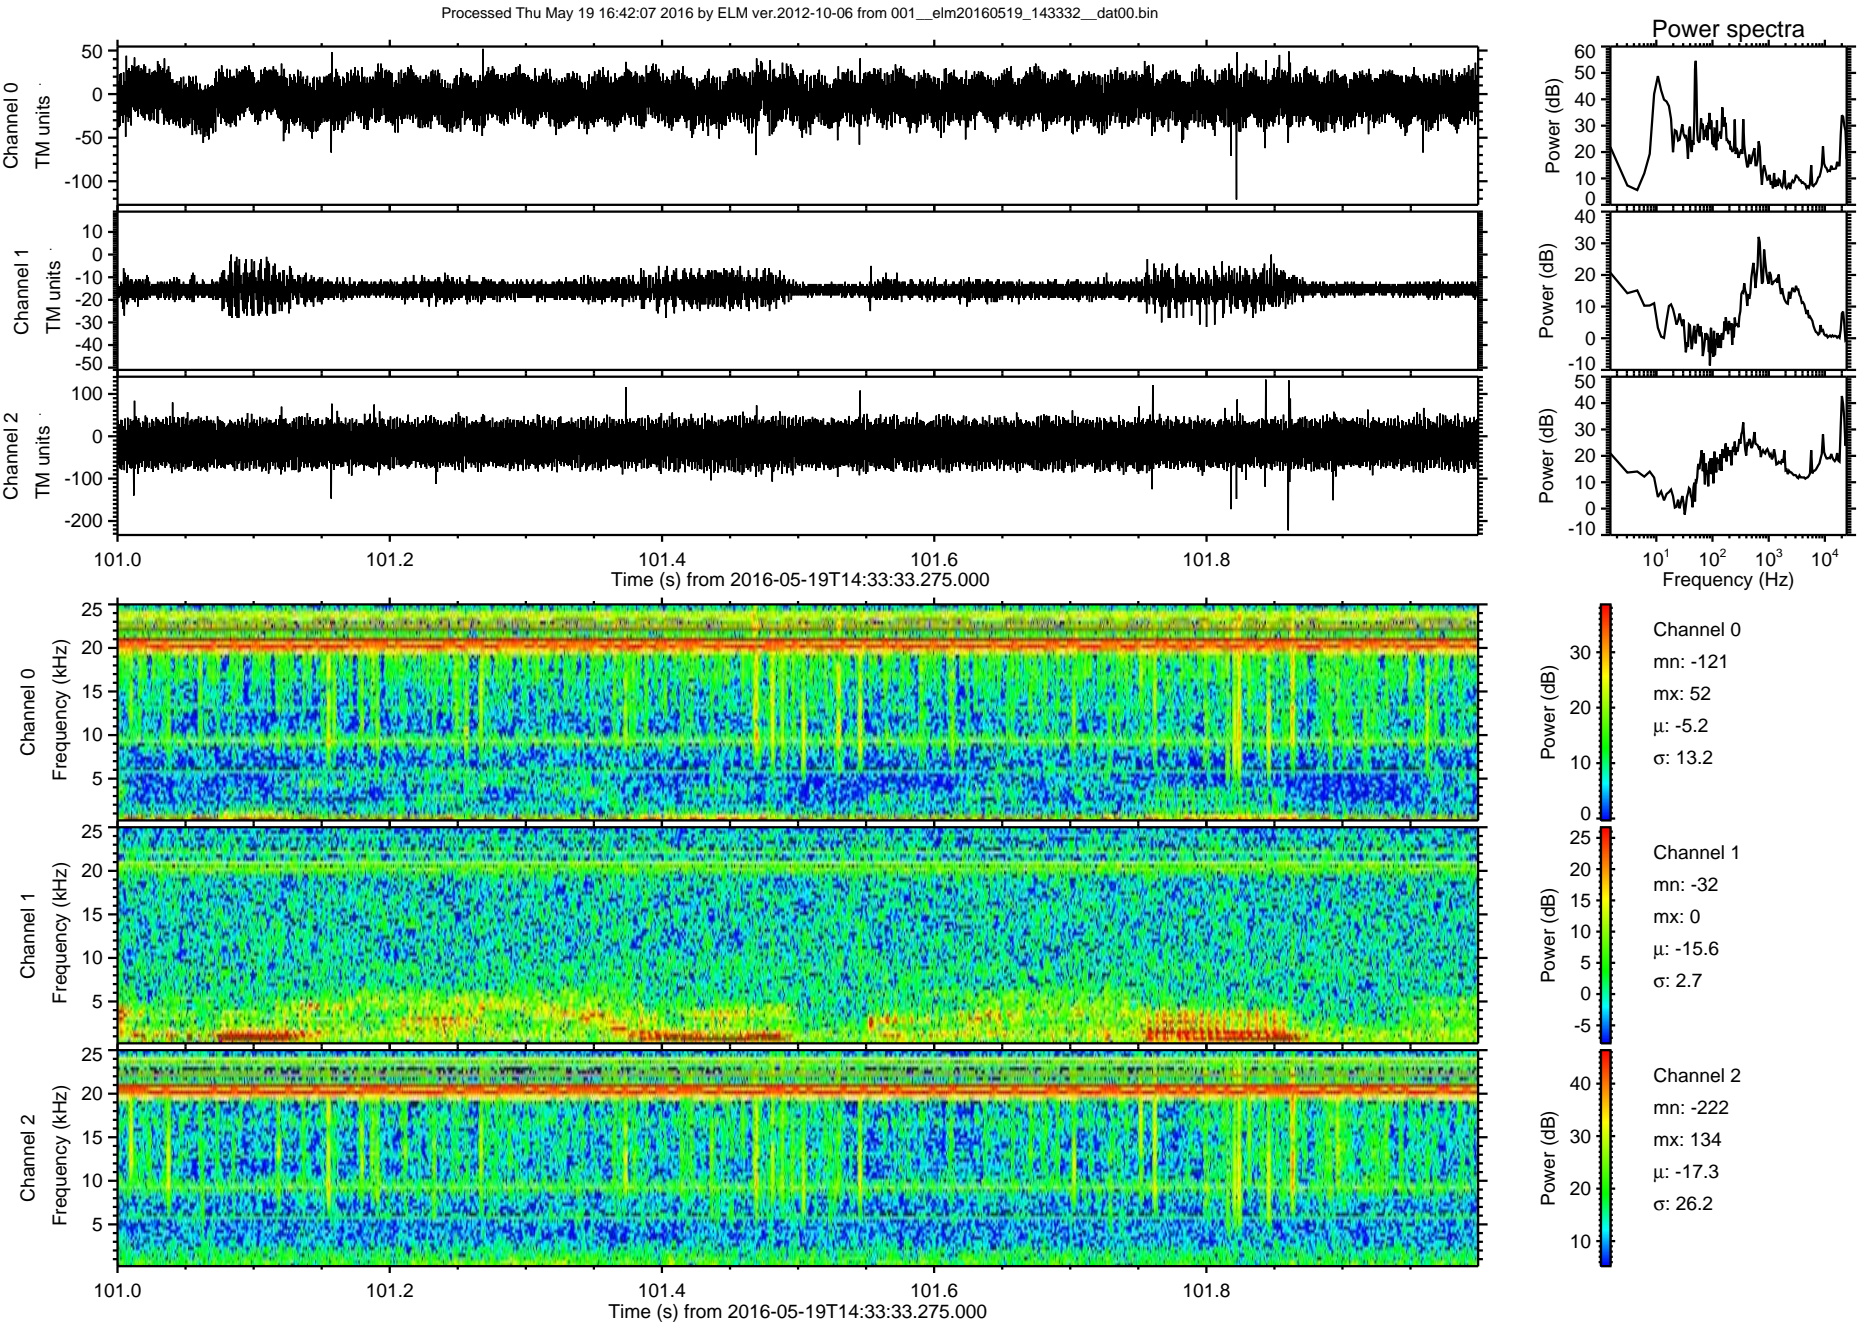 Processed Thu May 19 16:42:07 2016 by ELM ver.2012-10-06 from 001__elm20160519_143332__dat00.bin
Power spectra
Channel 0
TM units
50
0
-50
-100
Power (dB)
60
50
40
30
20
10
0
Channel 1
TM units
10
0
-10
-20
-30
-40
-50
Power (dB)
40
30
20
10
0
-10
Channel 2
TM units
100
0
-100
-200
Power (dB)
50
40
30
20
10
0
-10
101.0 101.2 101.4 101.6 101.8
Time (s) from 2016-05-19T14:33:33.275.000
10¹ 10² 10³ 10⁴
Frequency (Hz)
Channel 0
Frequency (kHz)
25
20
15
10
5
Power (dB)
30
20
10
0
Channel 0
mn: -121
mx: 52
μ: -5.2
σ: 13.2
Channel 1
Frequency (kHz)
25
20
15
10
5
Power (dB)
25
20
15
10
5
0
-5
Channel 1
mn: -32
mx: 0
μ: -15.6
σ: 2.7
Channel 2
Frequency (kHz)
25
20
15
10
5
Power (dB)
40
30
20
10
Channel 2
mn: -222
mx: 134
μ: -17.3
σ: 26.2
101.0 101.2 101.4 101.6 101.8
Time (s) from 2016-05-19T14:33:33.275.000